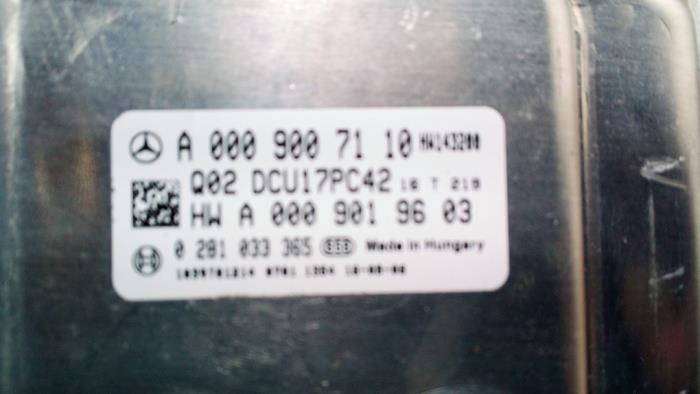 A 000 900 71 10 HW143200
Q02 DCU17PC42 16 T 219
HW A 000 901 96 03
0 281 033 365 Made in Hungary